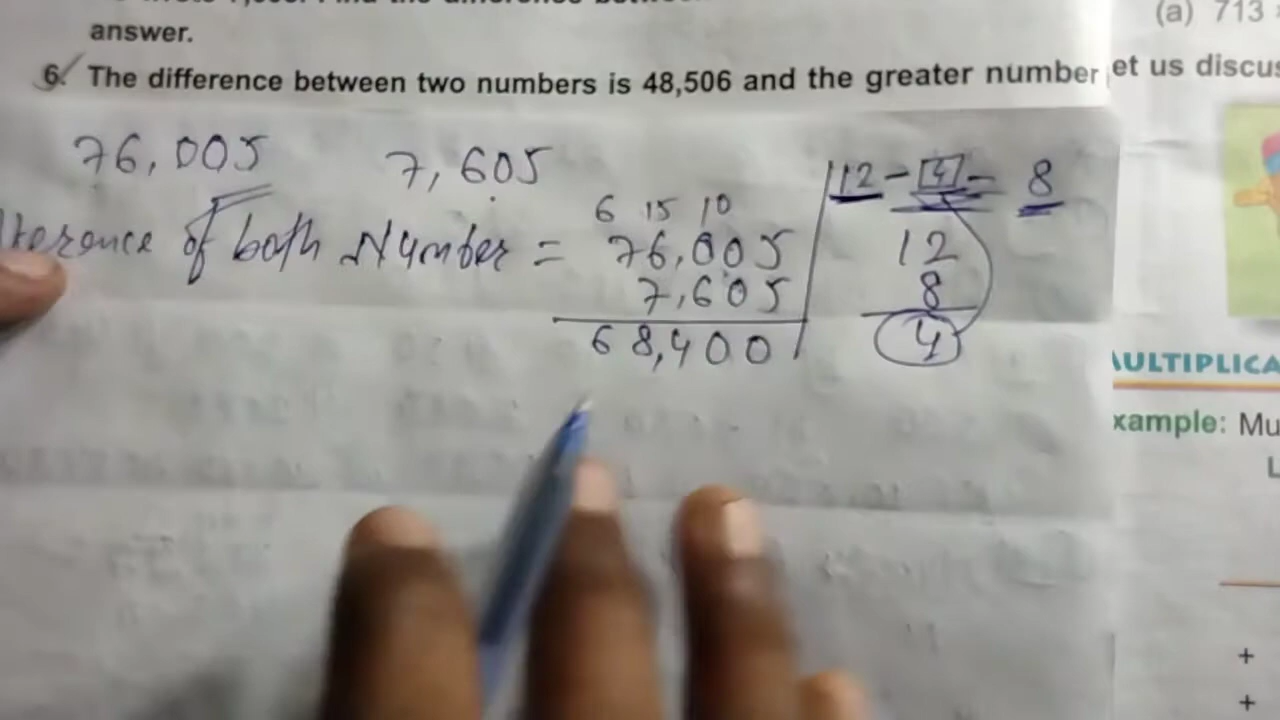 answer.
(a) 713
6. The difference between two numbers is 48,506 and the greater number
et us discus
76,005 7,605
12 - 4 = 8
terence of both Number =
6 15 10
76,005
7,605
68,400
12
8
4
ULTIPLICA
xample: Mu
L
+
+